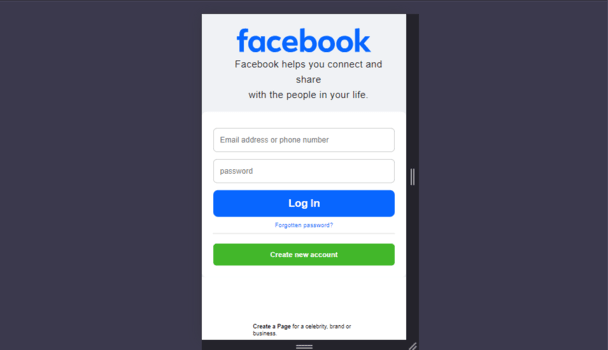 facebook
Facebook helps you connect and
share
with the people in your life.
Email address or phone number
password
Log in
Forgotten password?
Create new account
Create a Page for a celebrity, brand or
business.